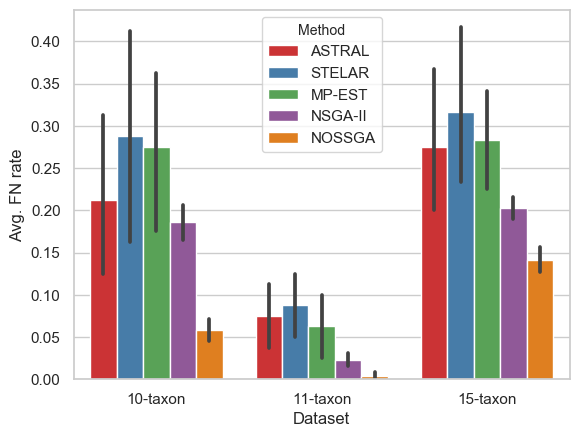 Method
ASTRAL
STELAR
MP-EST
NSGA-II
NOSSGA
Avg. FN rate
0.40
0.35
0.30
0.25
0.20
0.15
0.10
0.05
0.00
10-taxon
11-taxon
15-taxon
Dataset